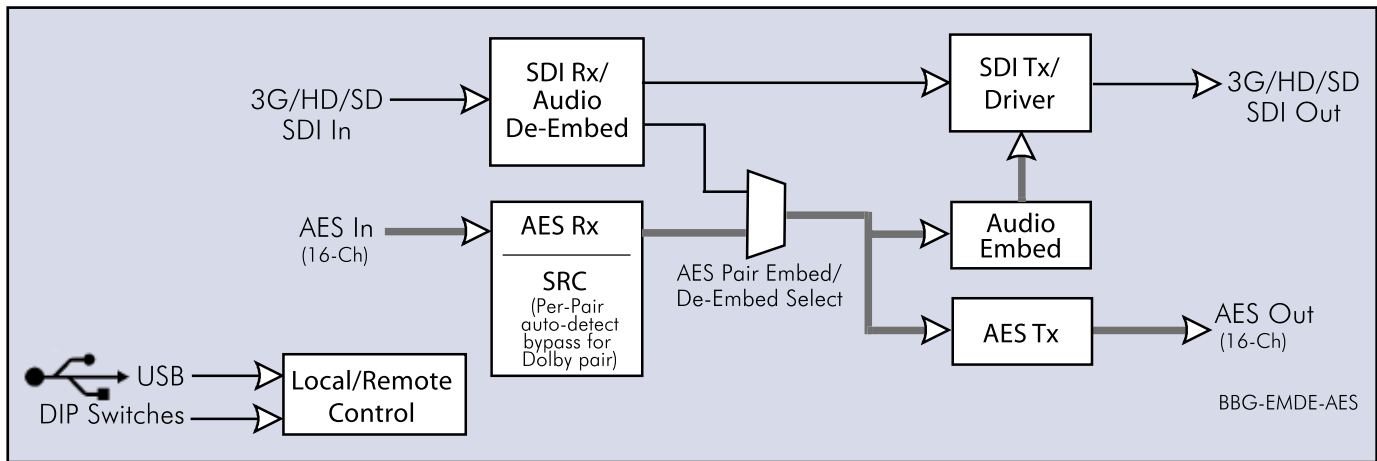 3G/HD/SD
SDI In
SDI Rx/
Audio
De-Embed
SDI Tx/
Driver
3G/HD/SD
SDI Out
AES In
(16-Ch)
AES Rx
SRC
(Per-Pair
auto-detect
bypass for
Dolby pair)
AES Pair Embed/
De-Embed Select
Audio
Embed
AES Tx
AES Out
(16-Ch)
USB
DIP Switches
Local/Remote
Control
BBG-EMDE-AES